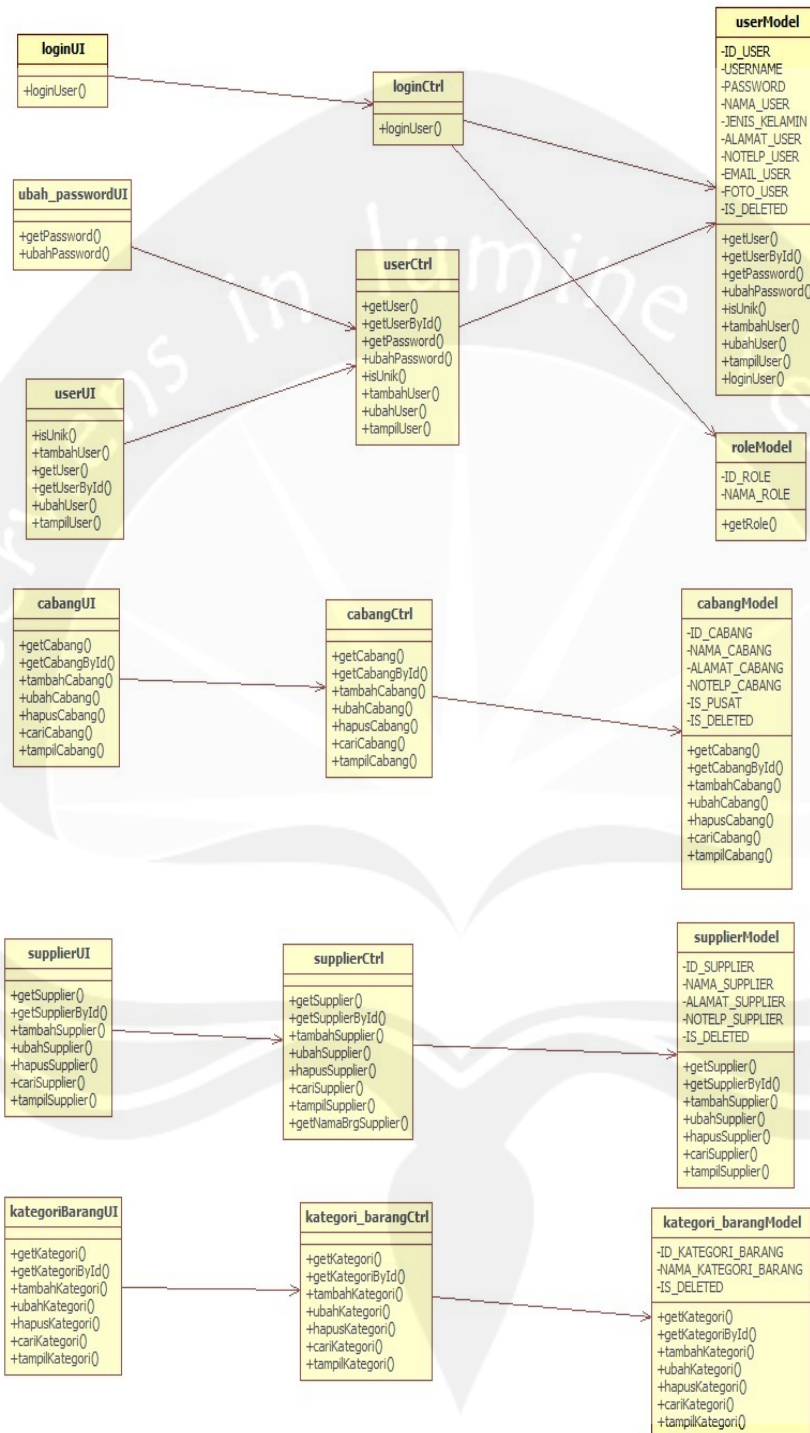 loginUI
+loginUser()
loginCtrl
+loginUser()
userModel
-ID_USER
-USERNAME
-PASSWORD
-NAMA_USER
-JENIS_KELAMIN
-ALAMAT_USER
-NOTELP_USER
-EMAIL_USER
-FOTO_USER
-IS_DELETED
+getUser()
+getUserById()
+getPassword()
+ubahPassword()
+isUnik()
+tambahUser()
+ubahUser()
+tampilUser()
+loginUser()
ubah_passwordUI
+getPassword()
+ubahPassword()
userCtrl
+getUser()
+getUserById()
+getPassword()
+ubahPassword()
+isUnik()
+tambahUser()
+ubahUser()
+tampilUser()
userUI
+isUnik()
+tambahUser()
+getUser()
+getUserById()
+ubahUser()
+tampilUser()
roleModel
-ID_ROLE
-NAMA_ROLE
+getRole()
cabangUI
+getCabang()
+getCabangById()
+tambahCabang()
+ubahCabang()
+hapusCabang()
+cariCabang()
+tampilCabang()
cabangCtrl
+getCabang()
+getCabangById()
+tambahCabang()
+ubahCabang()
+hapusCabang()
+cariCabang()
+tampilCabang()
cabangModel
-ID_CABANG
-NAMA_CABANG
-ALAMAT_CABANG
-NOTELP_CABANG
-IS_PUSAT
-IS_DELETED
+getCabang()
+getCabangById()
+tambahCabang()
+ubahCabang()
+hapusCabang()
+cariCabang()
+tampilCabang()
supplierUI
+getSupplier()
+getSupplierById()
+tambahSupplier()
+ubahSupplier()
+hapusSupplier()
+cariSupplier()
+tampilSupplier()
supplierCtrl
+getSupplier()
+getSupplierById()
+tambahSupplier()
+ubahSupplier()
+hapusSupplier()
+cariSupplier()
+tampilSupplier()
+getNamaBrgSupplier()
supplierModel
-ID_SUPPLIER
-NAMA_SUPPLIER
-ALAMAT_SUPPLIER
-NOTELP_SUPPLIER
-IS_DELETED
+getSupplier()
+getSupplierById()
+tambahSupplier()
+ubahSupplier()
+hapusSupplier()
+cariSupplier()
+tampilSupplier()
kategoriBarangUI
+getKategori()
+getKategoriById()
+tambahKategori()
+ubahKategori()
+hapusKategori()
+cariKategori()
+tampilKategori()
kategori_barangCtrl
+getKategori()
+getKategoriById()
+tambahKategori()
+ubahKategori()
+hapusKategori()
+cariKategori()
+tampilKategori()
kategori_barangModel
-ID_KATEGORI_BARANG
-NAMA_KATEGORI_BARANG
-IS_DELETED
+getKategori()
+getKategoriById()
+tambahKategori()
+ubahKategori()
+hapusKategori()
+cariKategori()
+tampilKategori()
in lumine